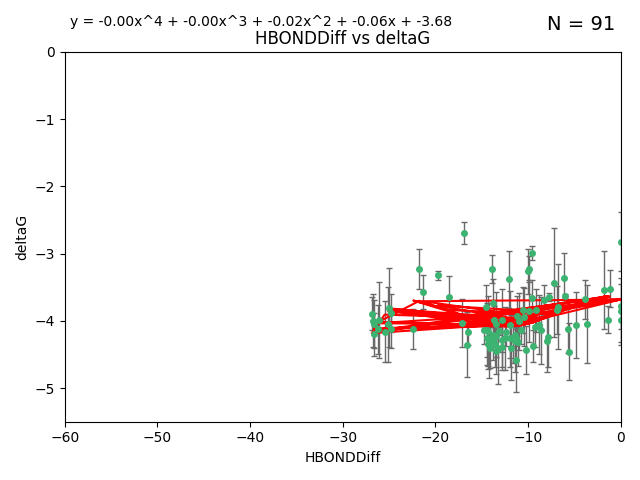 y = -0.00x^4 + -0.00x^3 + -0.02x^2 + -0.06x + -3.68
N = 91
HBONDDiff vs deltaG
0
−1
−2
−3
−4
−5
deltaG
−60 −50 −40 −30 −20 −10 0
HBONDDiff